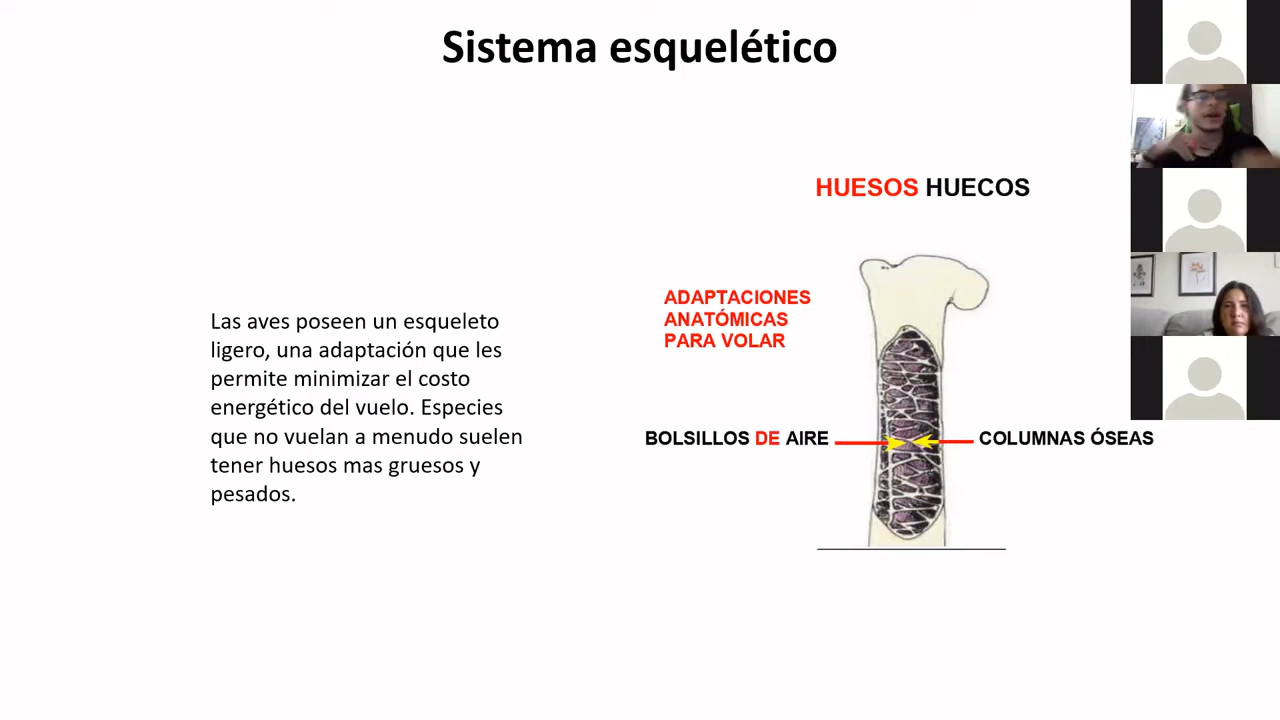 Sistema esquelético
HUESOS HUECOS
ADAPTACIONES
ANATÓMICAS
PARA VOLAR
Las aves poseen un esqueleto
ligero, una adaptación que les
permite minimizar el costo
energético del vuelo. Especies
que no vuelan a menudo suelen
tener huesos mas gruesos y
pesados.
BOLSILLOS DE AIRE
COLUMNAS ÓSEAS